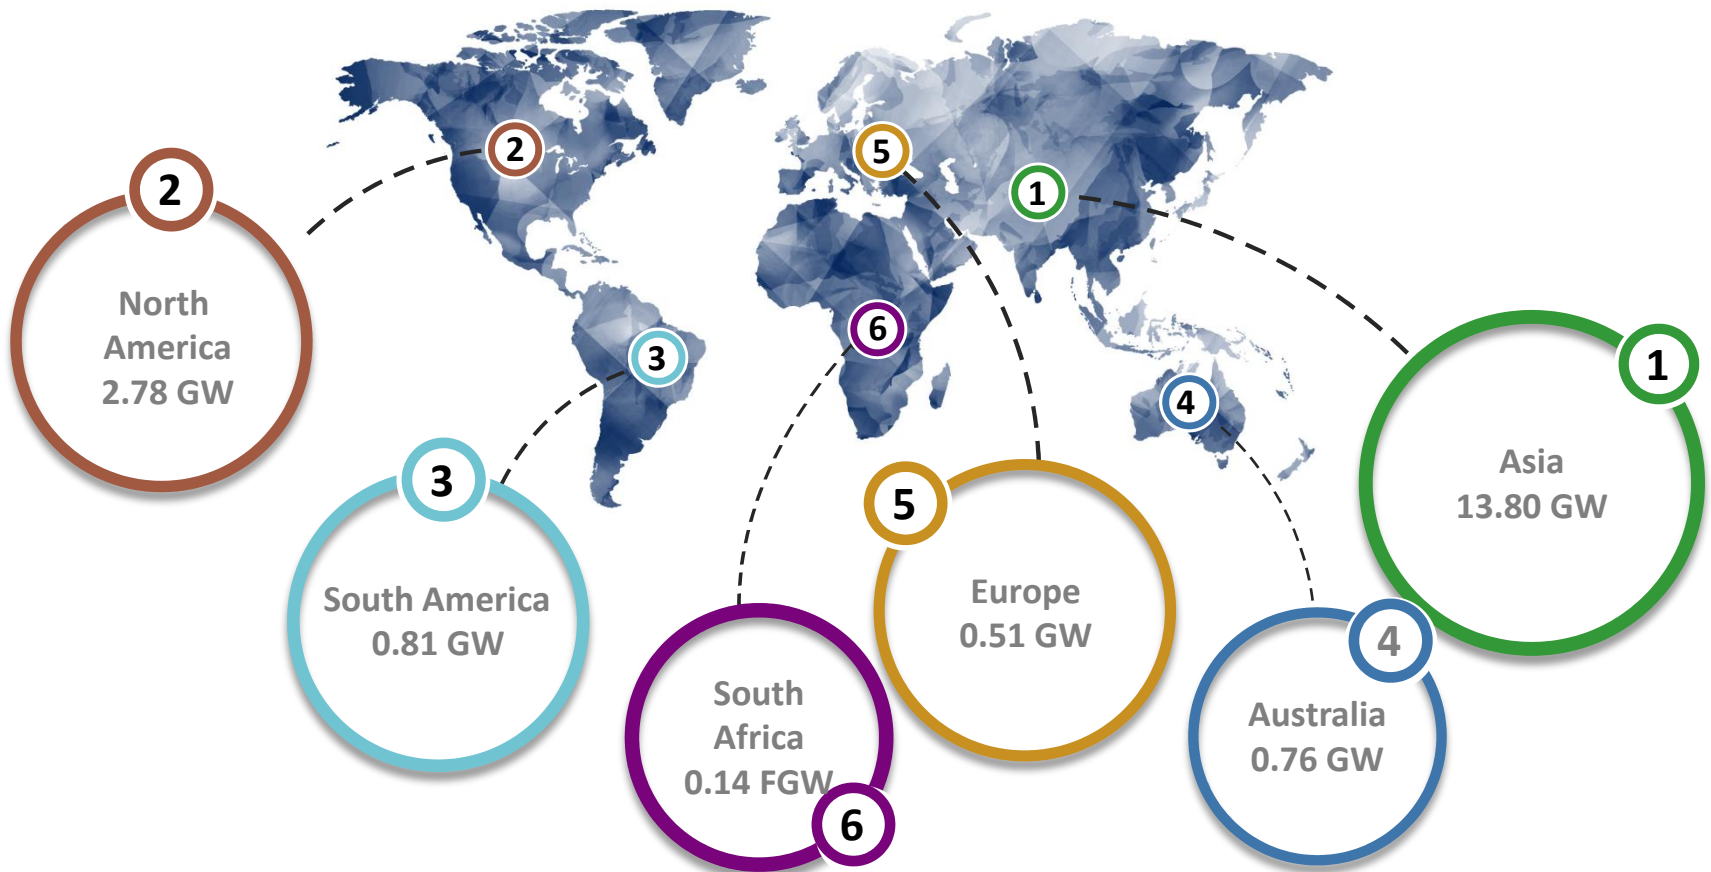 2
5
1
2
North
America
2.78 GW
6
3
4
1
Asia
13.80 GW
3
South America
0.81 GW
5
Europe
0.51 GW
4
Australia
0.76 GW
South
Africa
0.14 FGW
6